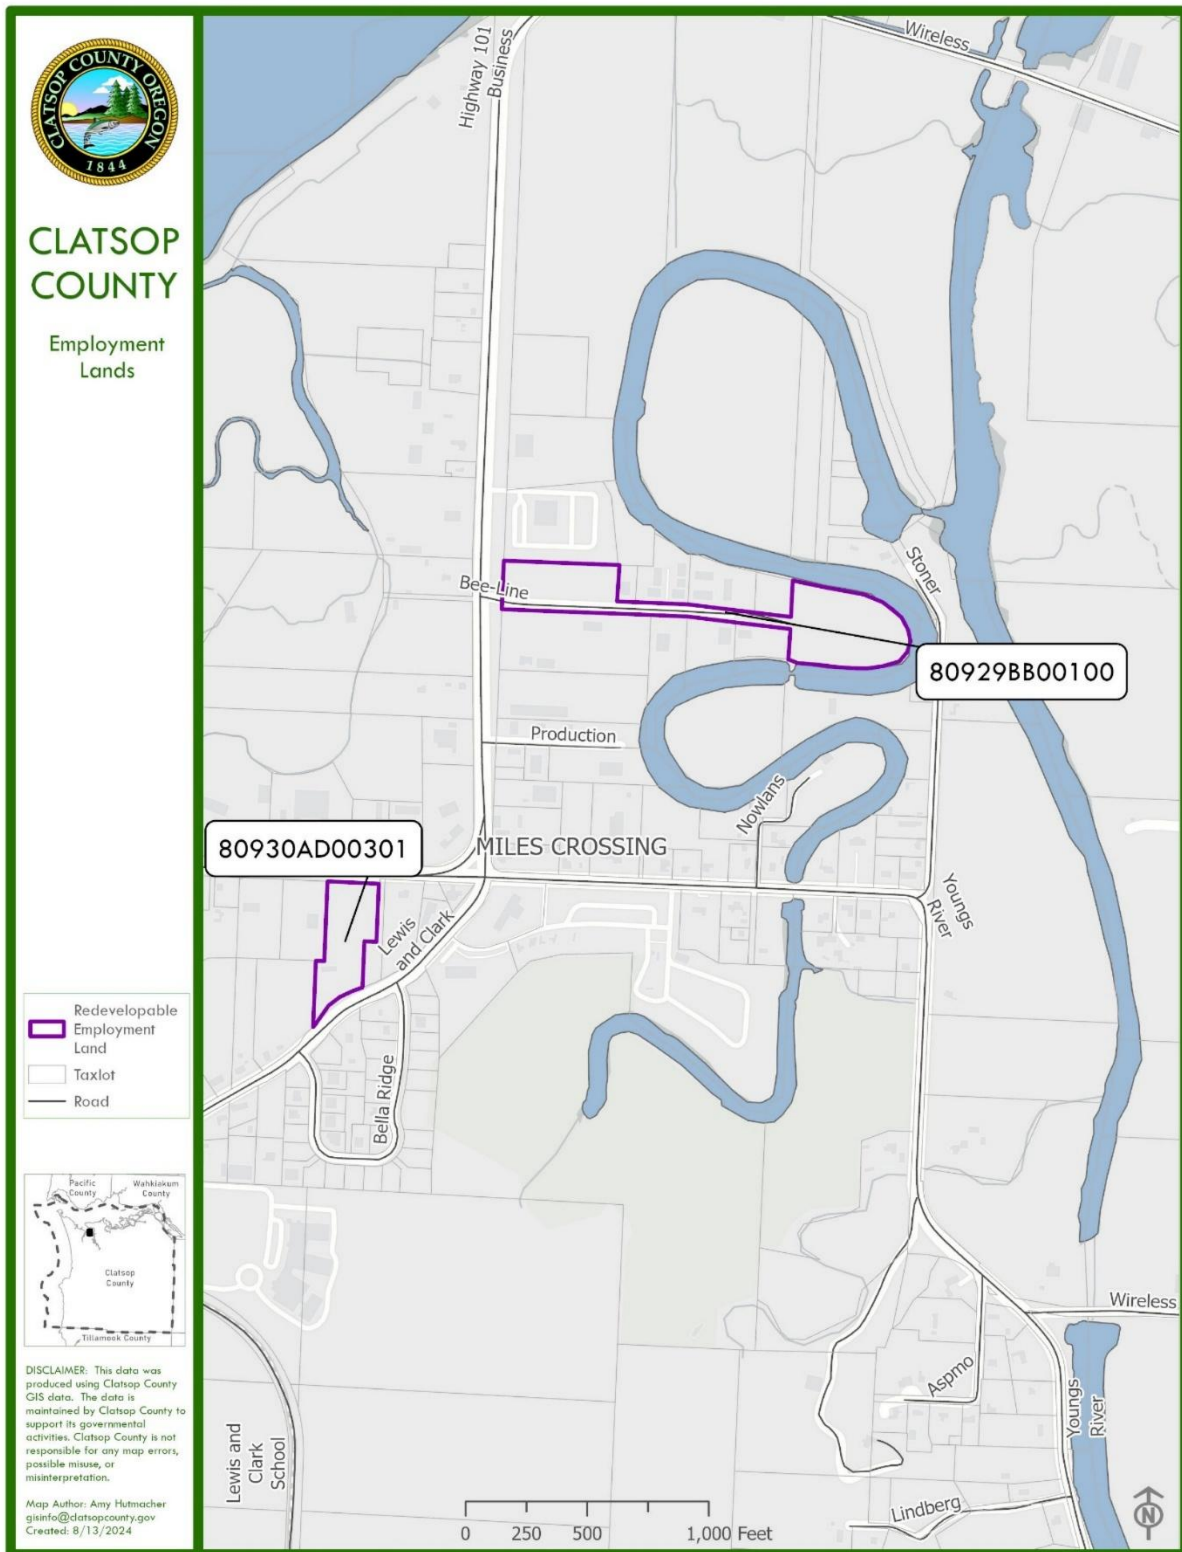 CLATSOP COUNTY OREGON
1844
CLATSOP
COUNTY
Employment
Lands
Redevelopable
Employment
Land
Taxlot
Road
Pacific
County
Wahkiakum
County
Clatsop
County
Tillamook County
DISCLAIMER: This data was
produced using Clatsop County
GIS data. The data is
maintained by Clatsop County to
support its governmental
activities. Clatsop County is not
responsible for any map errors,
possible misuse, or
misinterpretation.
Map Author: Amy Hutmacher
gisinfo@clatsopcounty.gov
Created: 8/13/2024
Highway 101
Business
Wireless
Stoner
Bee-Line
80929BB00100
Production
Nowlans
80930AD00301
MILES CROSSING
Lewis
and Clark
Youngs
River
Bella Ridge
Wireless
Aspmo
Youngs
River
Lewis and
Clark
School
Lindberg
0 250 500 1,000 Feet
N